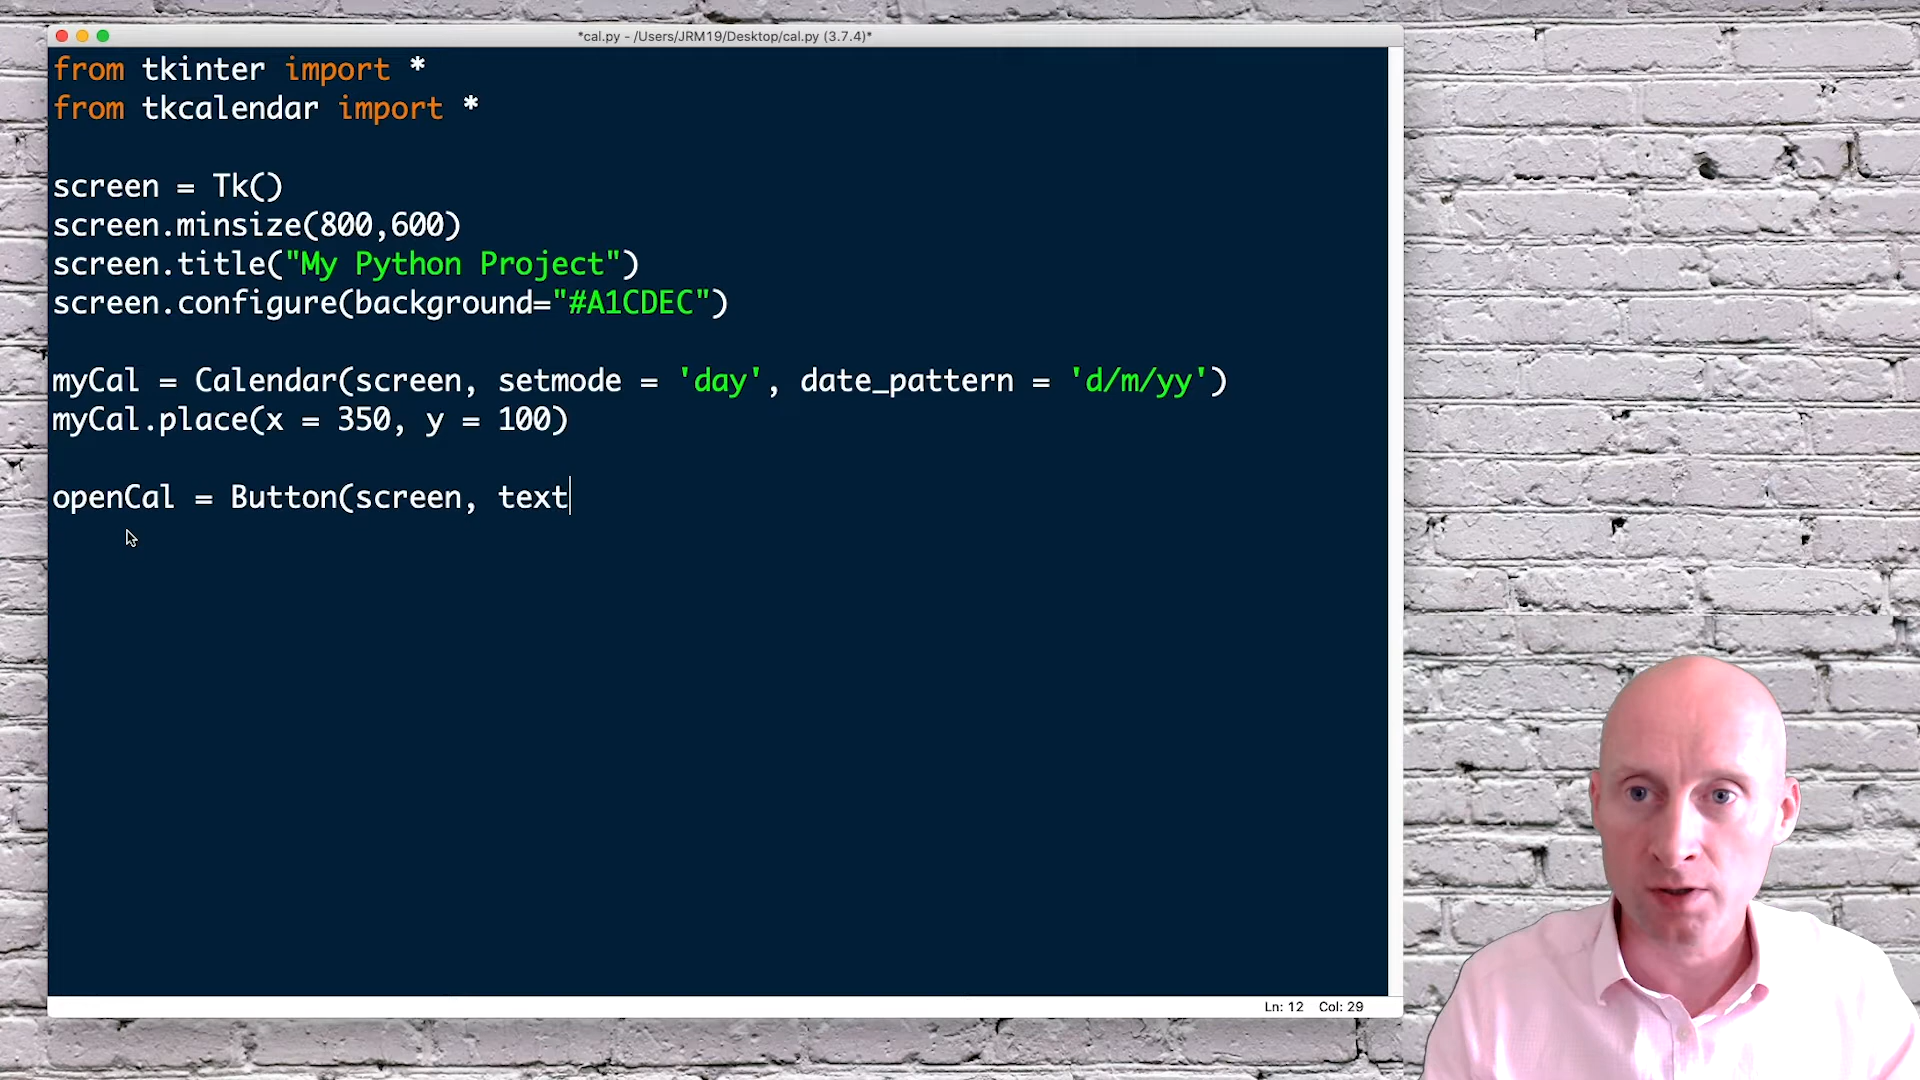 *cal.py - /Users/JRM19/Desktop/cal.py (3.7.4)*
from tkinter import *
from tkcalendar import *
screen = Tk()
screen.minsize(800,600)
screen.title("My Python Project")
screen.configure(background="#A1CDEC")
myCal = Calendar(screen, setmode = 'day', date_pattern = 'd/m/yy')
myCal.place(x = 350, y = 100)
openCal = Button(screen, text
Ln: 12 Col: 29